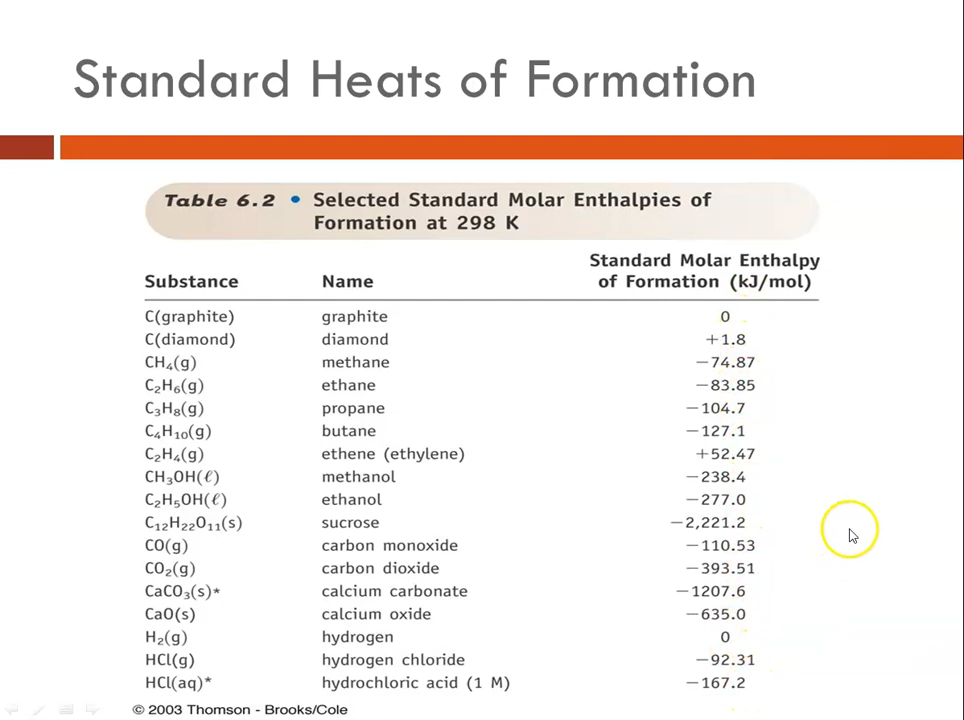 Standard Heats of Formation
Table 6.2 • Selected Standard Molar Enthalpies of
Formation at 298 K
Standard Molar Enthalpy
Substance Name of Formation (kJ/mol)
C(graphite) graphite 0
C(diamond) diamond +1.8
CH₄(g) methane −74.87
C₂H₆(g) ethane −83.85
C₃H₈(g) propane −104.7
C₄H₁₀(g) butane −127.1
C₂H₄(g) ethene (ethylene) +52.47
CH₃OH(ℓ) methanol −238.4
C₂H₅OH(ℓ) ethanol −277.0
C₁₂H₂₂O₁₁(s) sucrose −2,221.2
CO(g) carbon monoxide −110.53
CO₂(g) carbon dioxide −393.51
CaCO₃(s)* calcium carbonate −1207.6
CaO(s) calcium oxide −635.0
H₂(g) hydrogen 0
HCl(g) hydrogen chloride −92.31
HCl(aq)* hydrochloric acid (1 M) −167.2
© 2003 Thomson - Brooks/Cole